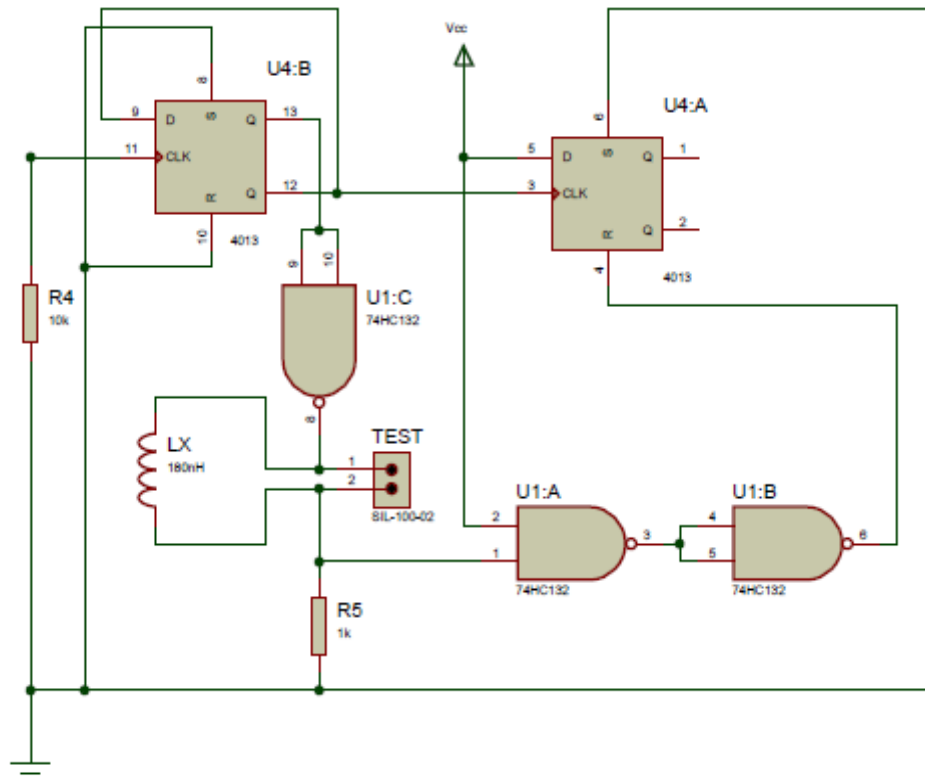 Vcc
U4:B
8
9
D
S
Q
13
11
CLK
12
Q
R
10
4013
U4:A
6
5
D
S
Q
1
3
CLK
R
Q
2
4
4013
R4
10k
9
10
U1:C
74HC132
8
LX
180nH
TEST
1
2
SIL-100-02
U1:A
2
1
3
74HC132
U1:B
4
5
6
74HC132
R5
1k